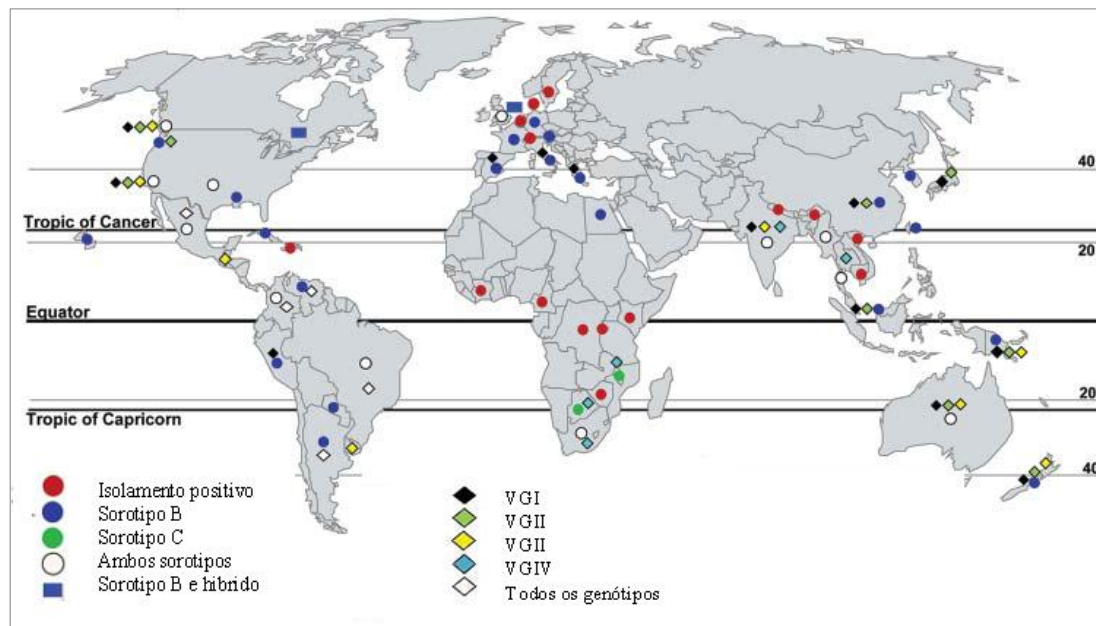 40
Tropic of Cancer
20
Equator
20
Tropic of Capricorn
40
Isolamento positivo
Sorotipo B
Sorotipo C
Ambos sorotipos
Sorotipo B e hibrido
VGI
VGII
VGII
VGIV
Todos os genótipos